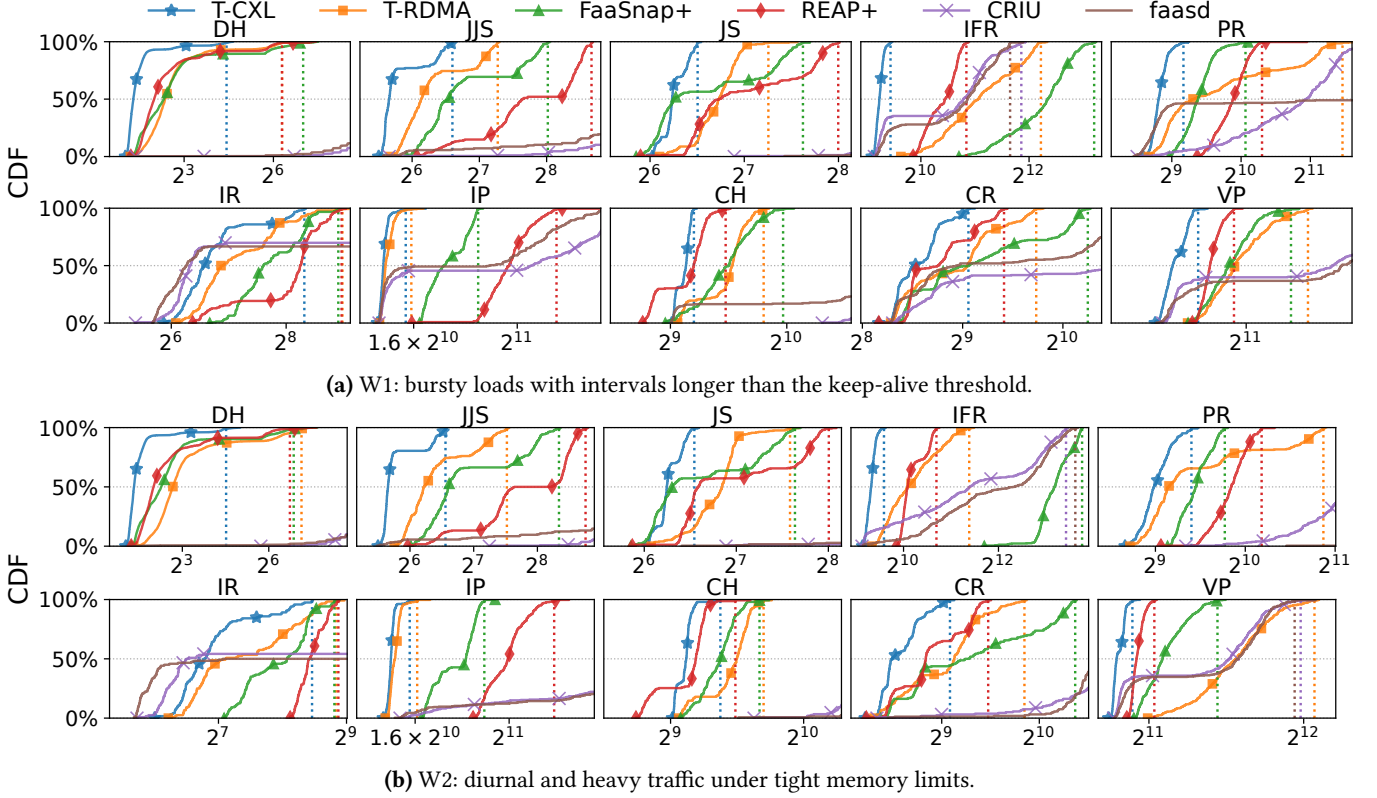 T-CXL T-RDMA FaaSnap+ REAP+ CRIU faasd
DH JJS JS IFR PR
100%
50%
0%
2^3 2^6 2^6 2^7 2^8 2^6 2^7 2^8 2^10 2^12 2^9 2^10 2^11
IR IP CH CR VP
100%
50%
0%
2^6 2^8 1.6 × 2^10 2^11 2^9 2^10 2^8 2^9 2^10 2^11
CDF
(a) W1: bursty loads with intervals longer than the keep-alive threshold.
DH JJS JS IFR PR
100%
50%
0%
2^3 2^6 2^6 2^7 2^8 2^6 2^7 2^8 2^10 2^12 2^9 2^10 2^11
IR IP CH CR VP
100%
50%
0%
2^7 2^9 1.6 × 2^10 2^11 2^9 2^10 2^9 2^10 2^11 2^12
CDF
(b) W2: diurnal and heavy traffic under tight memory limits.